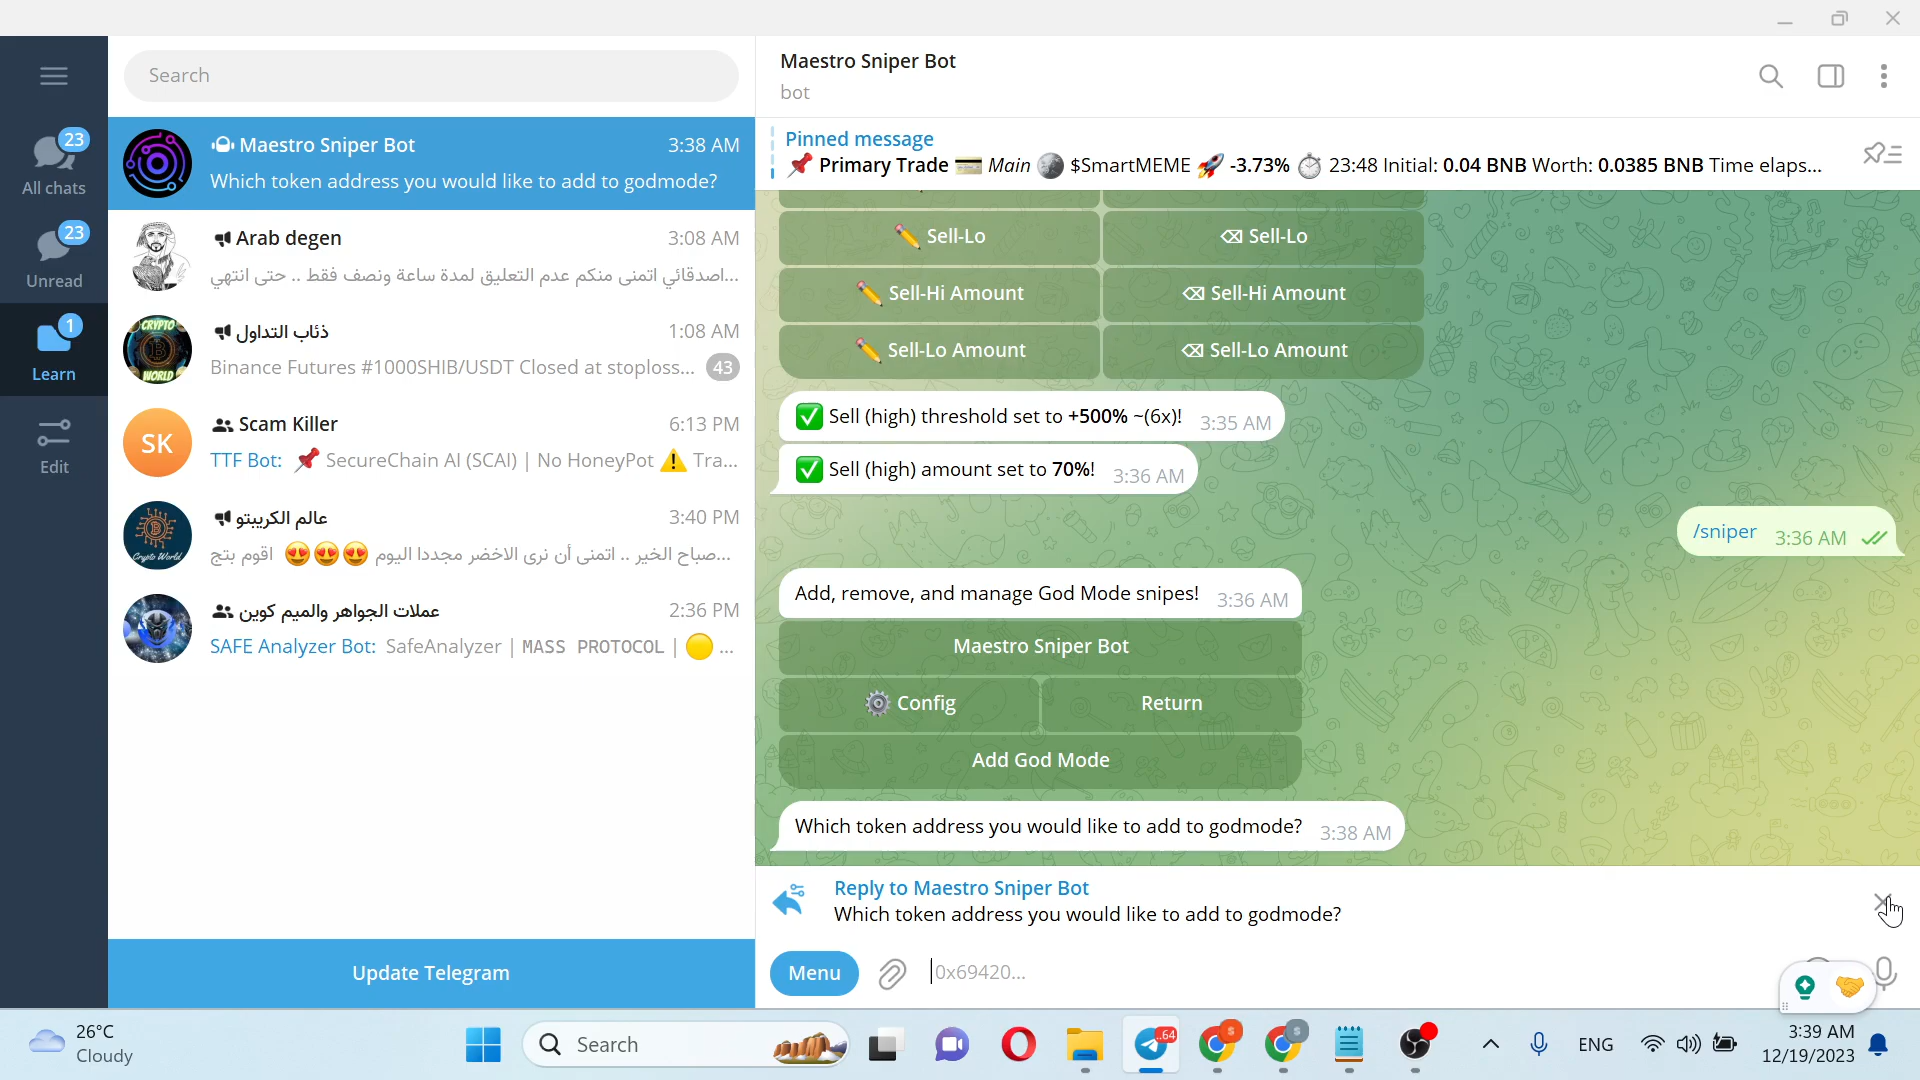 Search
23
All chats
23
Unread
1
Learn
Edit
Maestro Sniper Bot 3:38 AM
Which token address you would like to add to godmode?
Arab degen 3:08 AM
اصدقائي اتمنى منكم عدم التعليق لمدة ساعة ونصف فقط .. حتى انتهي...
CRYPTO
WORLD
ذئاب التداول 1:08 AM
Binance Futures #1000SHIB/USDT Closed at stoploss... 43
SK
Scam Killer 6:13 PM
TTF Bot: 📌 SecureChain AI (SCAI) | No HoneyPot ⚠️ Tra...
Crypto World
عالم الكريبتو 3:40 PM
صباح الخير .. اتمنى أن نرى الاخضر مجددا اليوم 😍😍😍 اقوم بتج...
عملات الجواهر والميم كوين 2:36 PM
SAFE Analyzer Bot: SafeAnalyzer | MASS PROTOCOL | 🟡 ...
Update Telegram
Maestro Sniper Bot
bot
Pinned message
📌 Primary Trade 💳 Main 🌑 $SmartMEME 🚀 -3.73% ⏱ 23:48 Initial: 0.04 BNB Worth: 0.0385 BNB Time elaps...
✏️ Sell-Lo ⌫ Sell-Lo
✏️ Sell-Hi Amount ⌫ Sell-Hi Amount
✏️ Sell-Lo Amount ⌫ Sell-Lo Amount
✅ Sell (high) threshold set to +500% ~(6x)! 3:35 AM
✅ Sell (high) amount set to 70%! 3:36 AM
/sniper 3:36 AM
Add, remove, and manage God Mode snipes! 3:36 AM
Maestro Sniper Bot
⚙️ Config Return
Add God Mode
Which token address you would like to add to godmode? 3:38 AM
Reply to Maestro Sniper Bot
Which token address you would like to add to godmode?
Menu 0x69420...
26°C
Cloudy
Search
..64
S
S
ENG
3:39 AM
12/19/2023